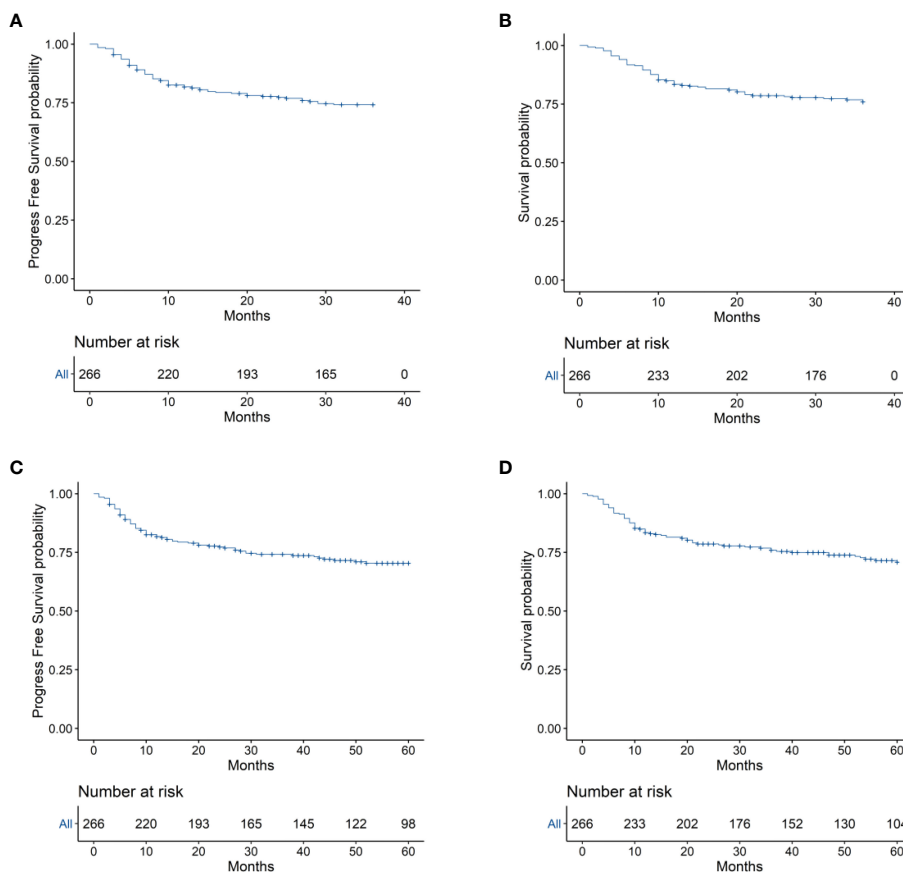 A
Progress Free Survival probability
1.00
0.75
0.50
0.25
0.00
0 10 20 30 40
Months
Number at risk
All 266 220 193 165 0
0 10 20 30 40
Months
B
Survival probability
1.00
0.75
0.50
0.25
0.00
0 10 20 30 40
Months
Number at risk
All 266 233 202 176 0
0 10 20 30 40
Months
C
Progress Free Survival probability
1.00
0.75
0.50
0.25
0.00
0 10 20 30 40 50 60
Months
Number at risk
All 266 220 193 165 145 122 98
0 10 20 30 40 50 60
Months
D
Survival probability
1.00
0.75
0.50
0.25
0.00
0 10 20 30 40 50 60
Months
Number at risk
All 266 233 202 176 152 130 104
0 10 20 30 40 50 60
Months